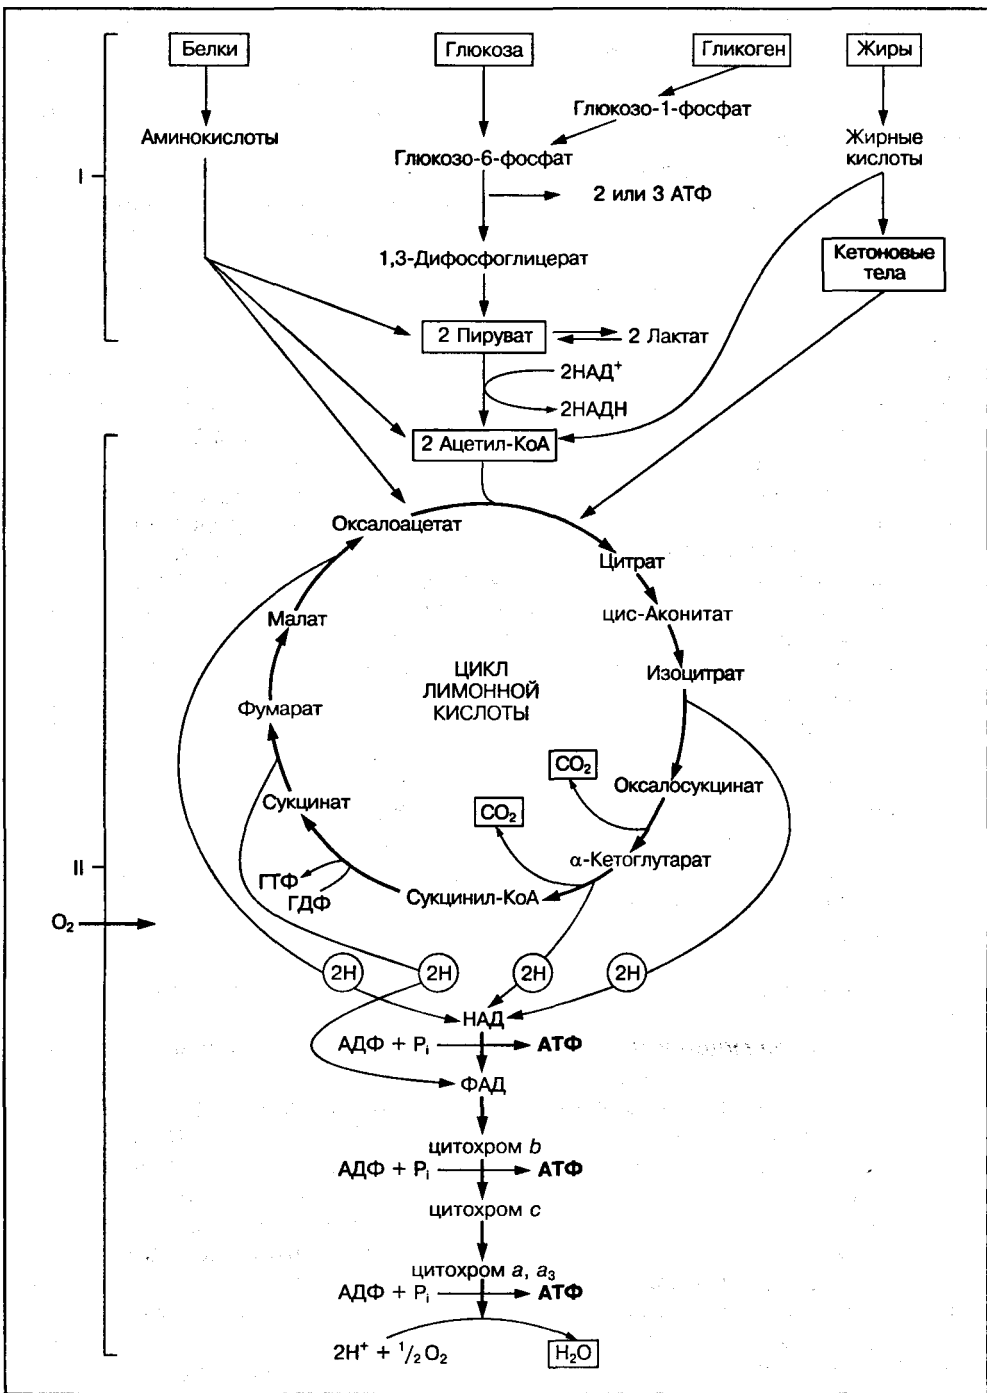 Белки
Глюкоза
Гликоген
Жиры
Глюкозо-1-фосфат
Аминокислоты
Жирные
кислоты
Глюкозо-6-фосфат
I
2 или 3 АТФ
1,3-Дифосфоглицерат
Кетоновые
тела
2 Пируват
2 Лактат
2НАД⁺
2НАДН
2 Ацетил-КоА
Оксалоацетат
Цитрат
цис-Аконитат
Малат
Изоцитрат
ЦИКЛ
ЛИМОННОЙ
КИСЛОТЫ
Фумарат
CO₂
Оксалосукцинат
Сукцинат
CO₂
α-Кетоглутарат
II
ГТФ
ГДФ
Сукцинил-КоА
O₂
2H
2H
2H
2H
НАД
АДФ + Pᵢ
АТФ
ФАД
цитохром b
АДФ + Pᵢ
АТФ
цитохром c
цитохром a, a₃
АДФ + Pᵢ
АТФ
2H⁺ + ¹/₂O₂
H₂O